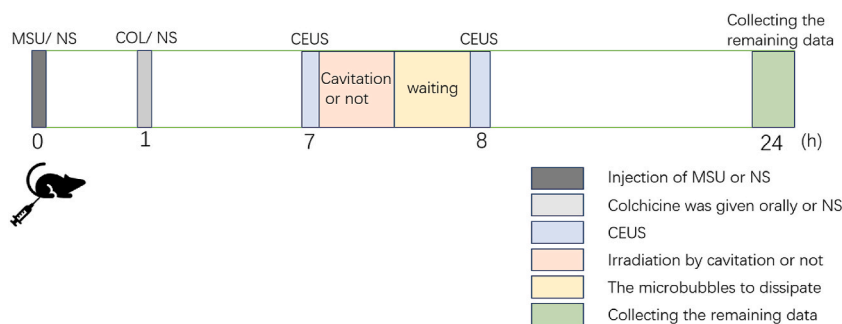 Collecting the
remaining data
MSU/ NS
COL/ NS
CEUS
CEUS
Cavitation
or not
waiting
0
1
7
8
24
(h)
Injection of MSU or NS
Colchicine was given orally or NS
CEUS
Irradiation by cavitation or not
The microbubbles to dissipate
Collecting the remaining data